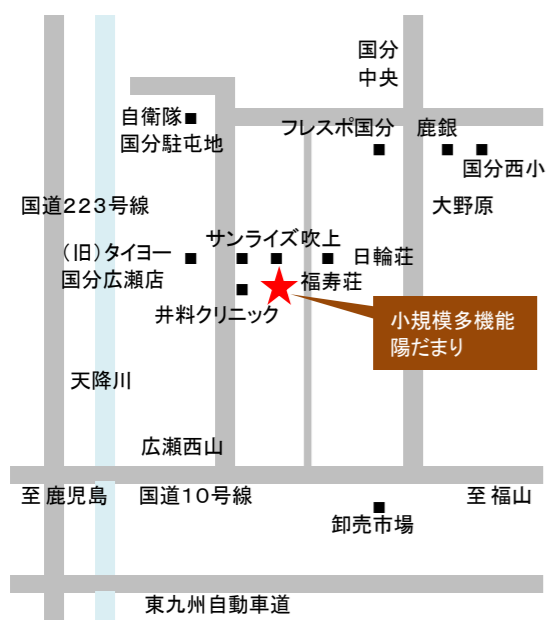 国分
中央
自衛隊
国分駐屯地
フレスポ国分
鹿銀
国分西小
国道223号線
大野原
サンライズ吹上
(旧)タイヨー
国分広瀬店
日輪荘
福寿荘
井料クリニック
小規模多機能
陽だまり
天降川
広瀬西山
至 鹿児島
国道10号線
至 福山
卸売市場
東九州自動車道